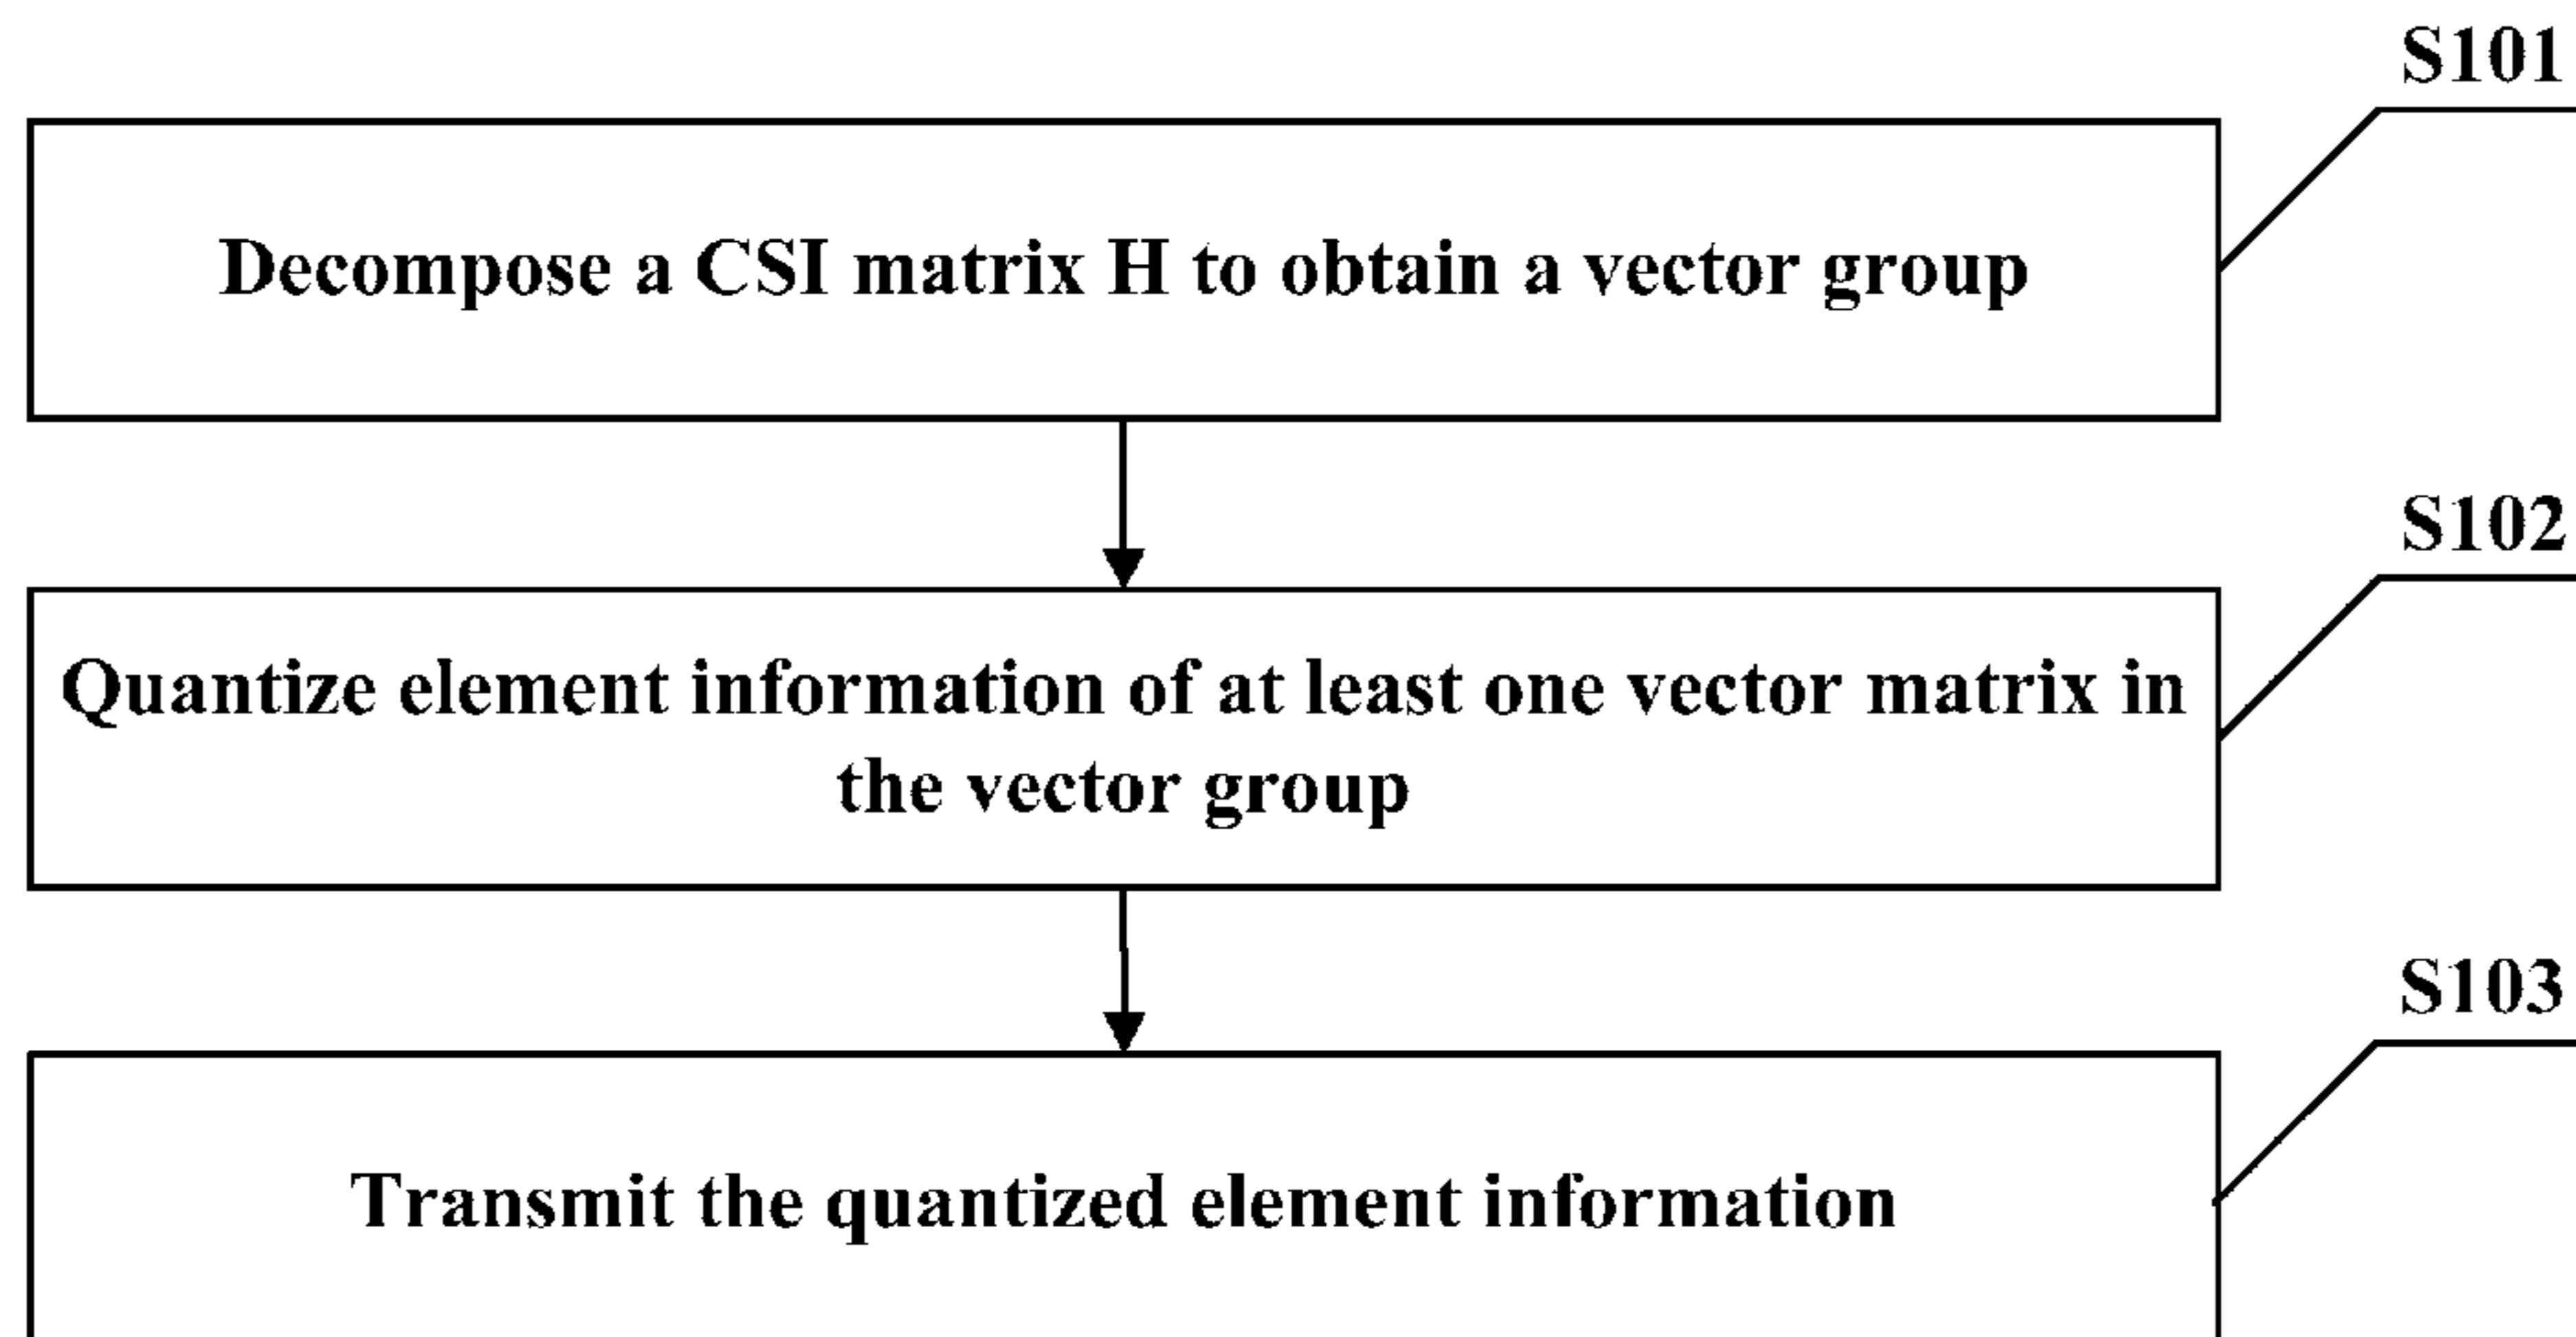 S101
Decompose a CSI matrix H to obtain a vector group
S102
Quantize element information of at least one vector matrix in
the vector group
S103
Transmit the quantized element information